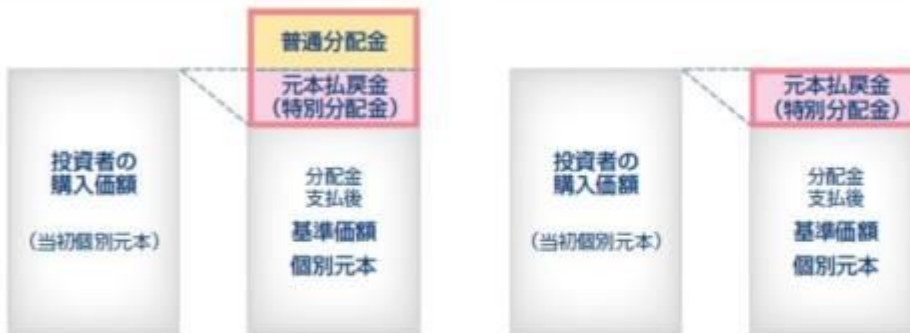 普通分配金
元本払戻金
（特別分配金）
投資者の
購入価額
（当初個別元本）
分配金
支払後
基準価額
個別元本
元本払戻金
（特別分配金）
投資者の
購入価額
（当初個別元本）
分配金
支払後
基準価額
個別元本